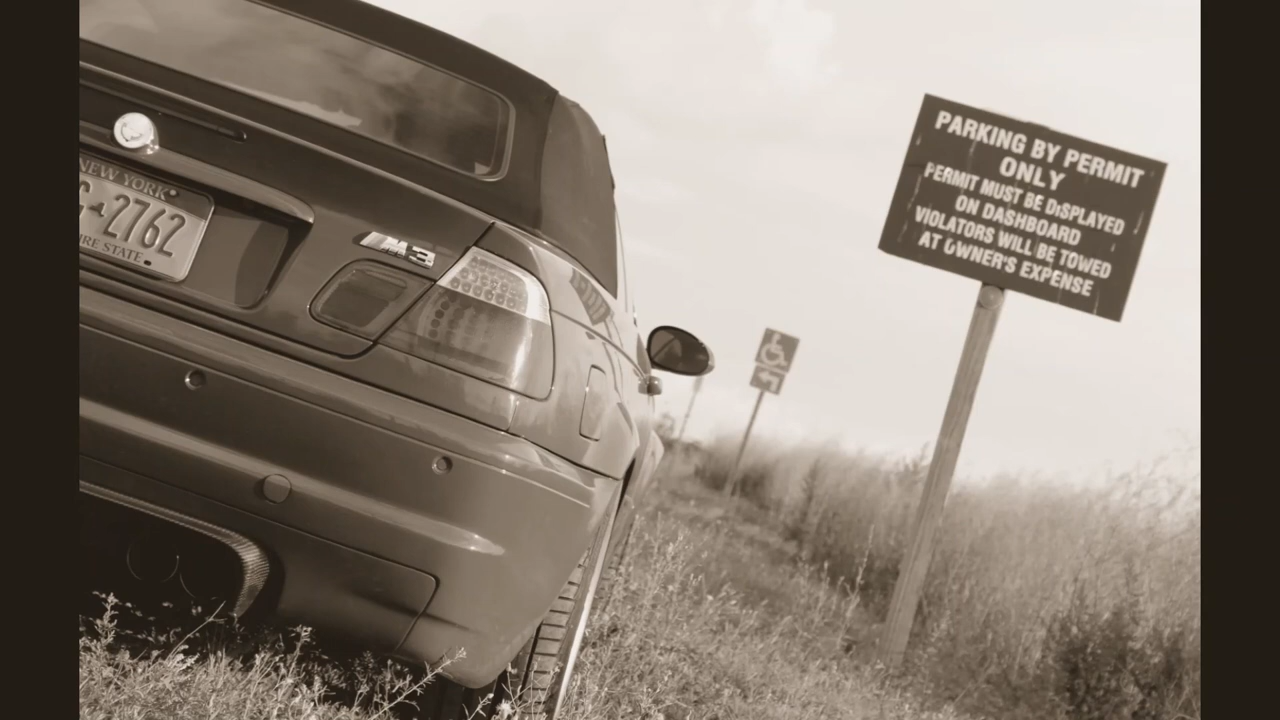 NEW YORK
2762
STATE
M3
PARKING BY PERMIT
ONLY
PERMIT MUST BE DiSPLAYED
ON DASHBOARD
VIOLATORS WILL BE TOWED
AT OWNER'S EXPENSE